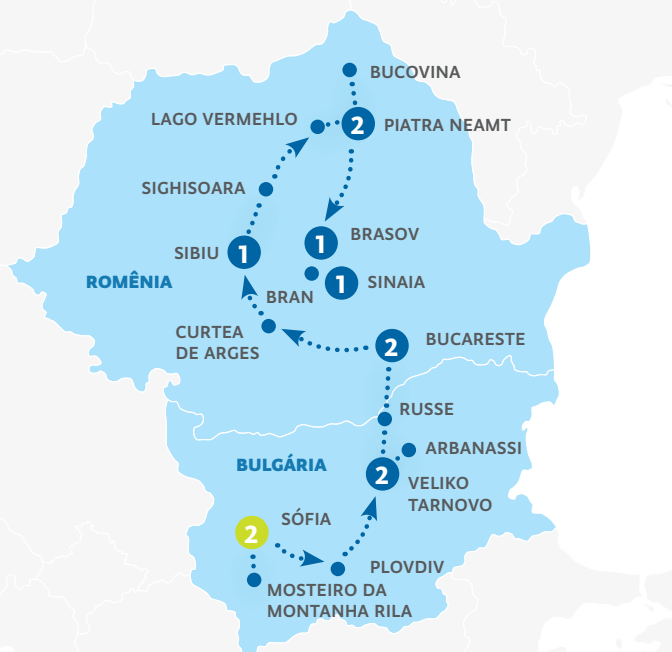 BUCOVINA
LAGO VERMEHLO
2
PIATRA NEAMT
SIGHISOARA
1
BRASOV
SIBIU
1
ROMÊNIA
1
SINAIA
BRAN
CURTEA
DE ARGES
2
BUCARESTE
RUSSE
ARBANASSI
BULGÁRIA
2
VELIKO
TARNOVO
2
SÓFIA
PLOVDIV
MOSTEIRO DA
MONTANHA RILA